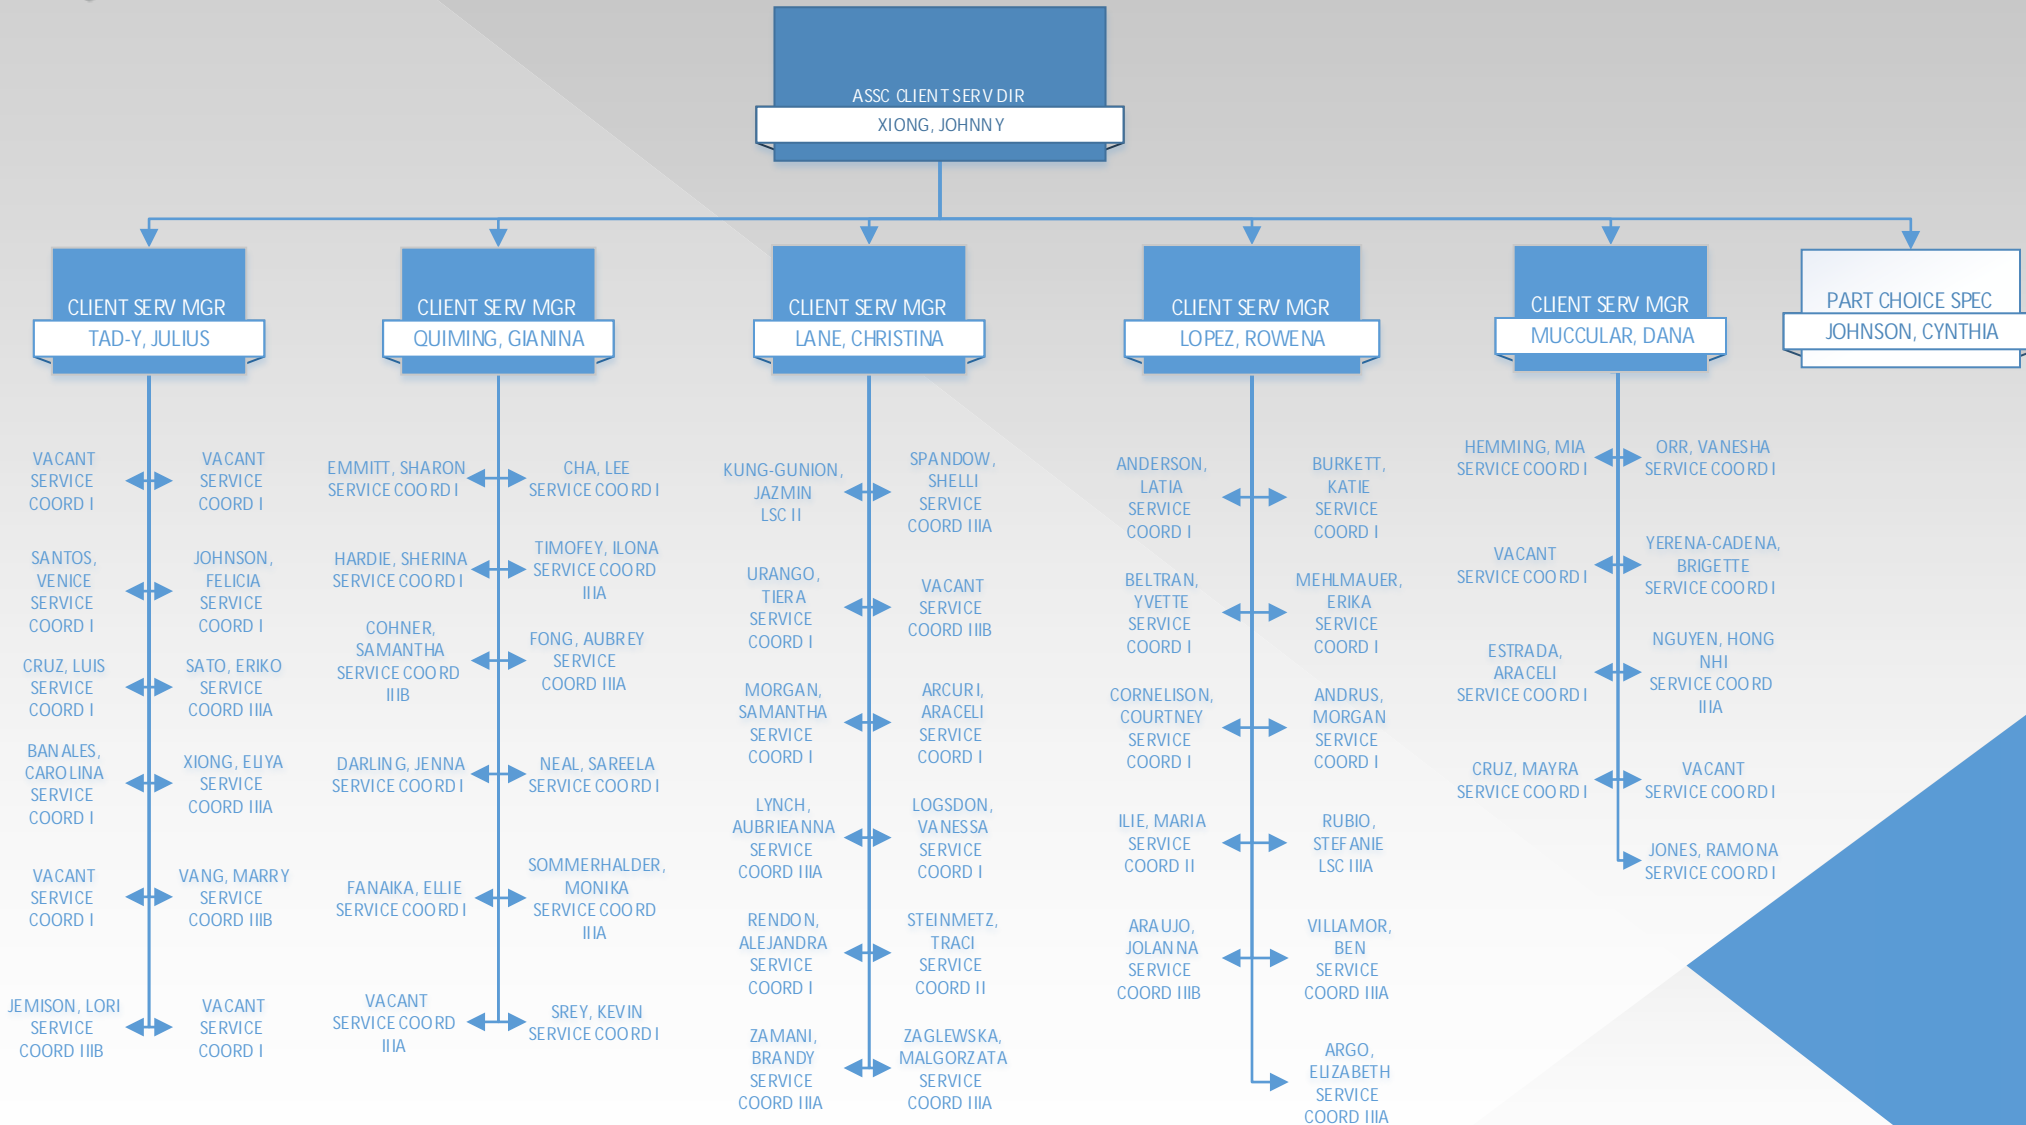 ASSC CLIENT SERV DIR
XIONG, JOHNNY
CLIENT SERV MGR
TAD-Y, JULIUS
CLIENT SERV MGR
QUIMING, GIANINA
CLIENT SERV MGR
LANE, CHRISTINA
CLIENT SERV MGR
LOPEZ, ROWENA
CLIENT SERV MGR
MUCCULAR, DANA
PART CHOICE SPEC
JOHNSON, CYNTHIA
VACANT
SERVICE
COORD I
VACANT
SERVICE
COORD I
SANTOS,
VENICE
SERVICE
COORD I
JOHNSON,
FELICIA
SERVICE
COORD I
CRUZ, LUIS
SERVICE
COORD I
SATO, ERIKO
SERVICE
COORD IIIA
BANALES,
CAROLINA
SERVICE
COORD I
XIONG, ELIYA
SERVICE
COORD IIIA
VACANT
SERVICE
COORD I
VANG, MARRY
SERVICE
COORD IIIB
JEMISON, LORI
SERVICE
COORD IIIB
VACANT
SERVICE
COORD I
EMMITT, SHARON
SERVICE COORD I
CHA, LEE
SERVICE COORD I
HARDIE, SHERINA
SERVICE COORD I
TIMOFEY, ILONA
SERVICE COORD
IIIA
COHNER,
SAMANTHA
SERVICE COORD
IIIB
FONG, AUBREY
SERVICE
COORD IIIA
DARLING, JENNA
SERVICE COORD I
NEAL, SAREELA
SERVICE COORD I
FANAIKA, ELLIE
SERVICE COORD I
SOMMERHALDER,
MONIKA
SERVICE COORD
IIIA
VACANT
SERVICE COORD
IIIA
SREY, KEVIN
SERVICE COORD I
KUNG-GUNION,
JAZMIN
LSC II
SPANDOW,
SHELLI
SERVICE
COORD IIIA
URANGO,
TIERA
SERVICE
COORD I
VACANT
SERVICE
COORD IIIB
MORGAN,
SAMANTHA
SERVICE
COORD I
ARCURI,
ARACELI
SERVICE
COORD I
LYNCH,
AUBRIEANNA
SERVICE
COORD IIIA
LOGSDON,
VANESSA
SERVICE
COORD I
RENDON,
ALEJANDRA
SERVICE
COORD I
STEINMETZ,
TRACI
SERVICE
COORD II
ZAMANI,
BRANDY
SERVICE
COORD IIIA
ZAGLEWSKA,
MALGORZATA
SERVICE
COORD IIIA
ANDERSON,
LATIA
SERVICE
COORD I
BURKETT,
KATIE
SERVICE
COORD I
BELTRAN,
YVETTE
SERVICE
COORD I
MEHLMAUER,
ERIKA
SERVICE
COORD I
CORNELISON,
COURTNEY
SERVICE
COORD I
ANDRUS,
MORGAN
SERVICE
COORD I
ILIE, MARIA
SERVICE
COORD II
RUBIO,
STEFANIE
LSC IIIA
ARAUJO,
JOLANNA
SERVICE
COORD IIIB
VILLAMOR,
BEN
SERVICE
COORD IIIA
ARGO,
ELIZABETH
SERVICE
COORD IIIA
HEMMING, MIA
SERVICE COORD I
ORR, VANESHA
SERVICE COORD I
VACANT
SERVICE COORD I
YERENA-CADENA,
BRIGETTE
SERVICE COORD I
ESTRADA,
ARACELI
SERVICE COORD I
NGUYEN, HONG
NHI
SERVICE COORD
IIIA
CRUZ, MAYRA
SERVICE COORD I
VACANT
SERVICE COORD I
JONES, RAMONA
SERVICE COORD I